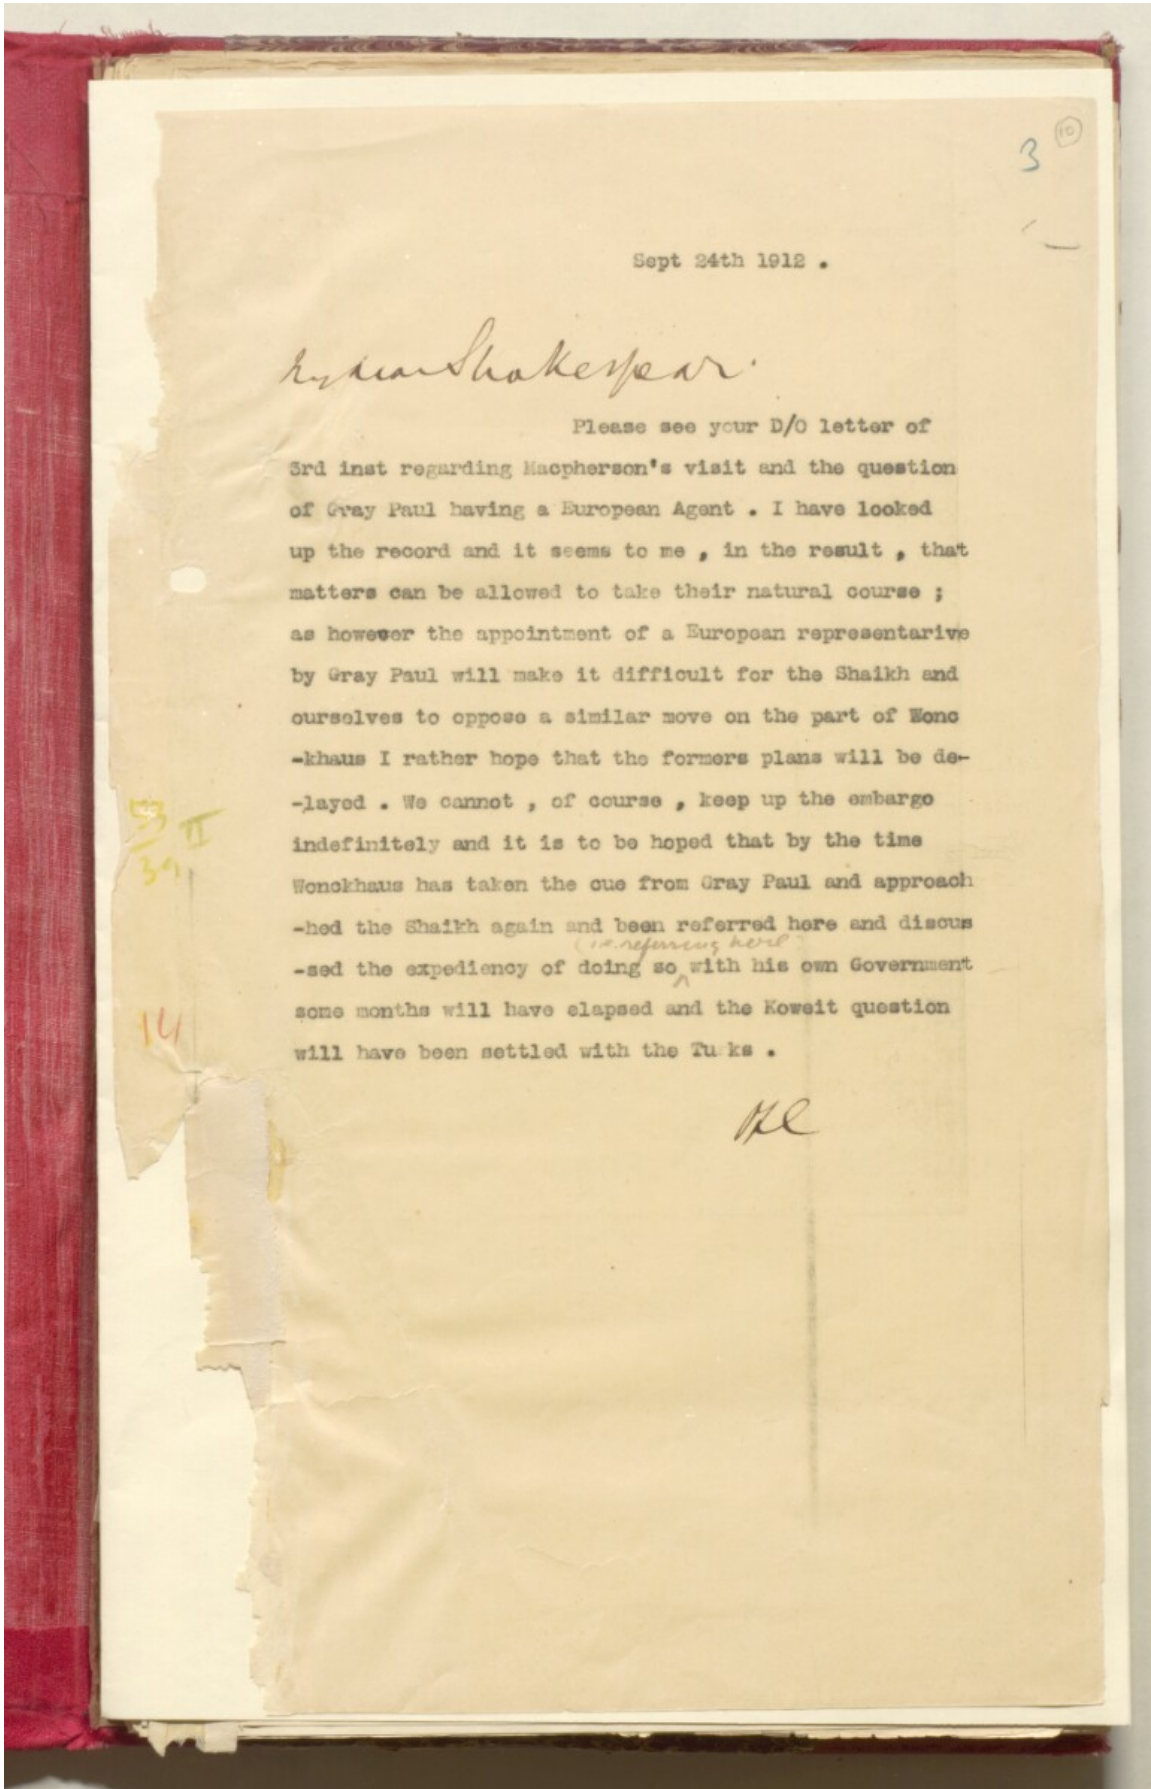 10
3
Sept 24th 1912 .
My dear Shakespear.
Please see your D/O letter of
3rd inst regarding Macpherson's visit and the question
of Gray Paul having a European Agent . I have looked
up the record and it seems to me , in the result , that
matters can be allowed to take their natural course ;
as however the appointment of a European representarive
by Gray Paul will make it difficult for the Shaikh and
ourselves to oppose a similar move on the part of Wonc
-khaus I rather hope that the formers plans will be de-
-layed . We cannot , of course , keep up the embargo
indefinitely and it is to be hoped that by the time
Wonckhaus has taken the cue from Gray Paul and approach
-hed the Shaikh again and been referred here and discus
(i.e. referring here
-sed the expediency of doing so with his own Government
some months will have elapsed and the Koweit question
will have been settled with the Tu ks .
53
II
14